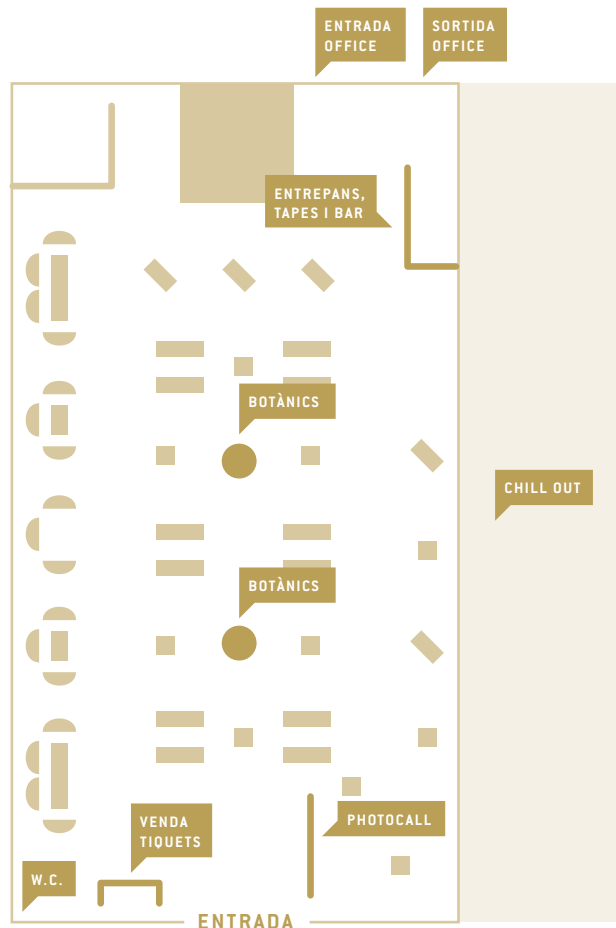 ENTRADA
OFFICE
SORTIDA
OFFICE
ENTREPANS,
TAPES I BAR
BOTÀNICS
CHILL OUT
BOTÀNICS
VENDA
TIQUETS
PHOTOCALL
W.C.
ENTRADA